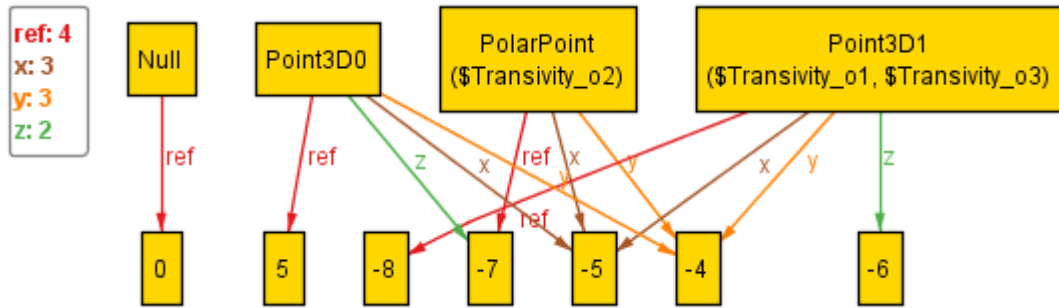 ref: 4
x: 3
y: 3
z: 2
Null
Point3D0
PolarPoint
($Transivity_o2)
Point3D1
($Transivity_o1, $Transivity_o3)
ref
ref
z
x
y
ref
x
y
ref
x
y
z
0
5
-8
-7
-5
-4
-6